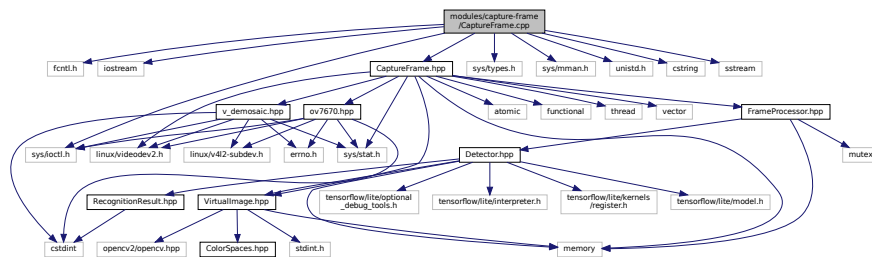 modules/capture-frame
/CaptureFrame.cpp
fcntl.h
iostream
CaptureFrame.hpp
sys/types.h
sys/mman.h
unistd.h
cstring
sstream
v_demosaic.hpp
ov7670.hpp
atomic
functional
thread
vector
FrameProcessor.hpp
sys/ioctl.h
linux/videodev2.h
linux/v4l2-subdev.h
errno.h
sys/stat.h
Detector.hpp
mutex
RecognitionResult.hpp
VirtualImage.hpp
tensorflow/lite/optional
_debug_tools.h
tensorflow/lite/interpreter.h
tensorflow/lite/kernels
/register.h
tensorflow/lite/model.h
cstdint
opencv2/opencv.hpp
ColorSpaces.hpp
stdint.h
memory